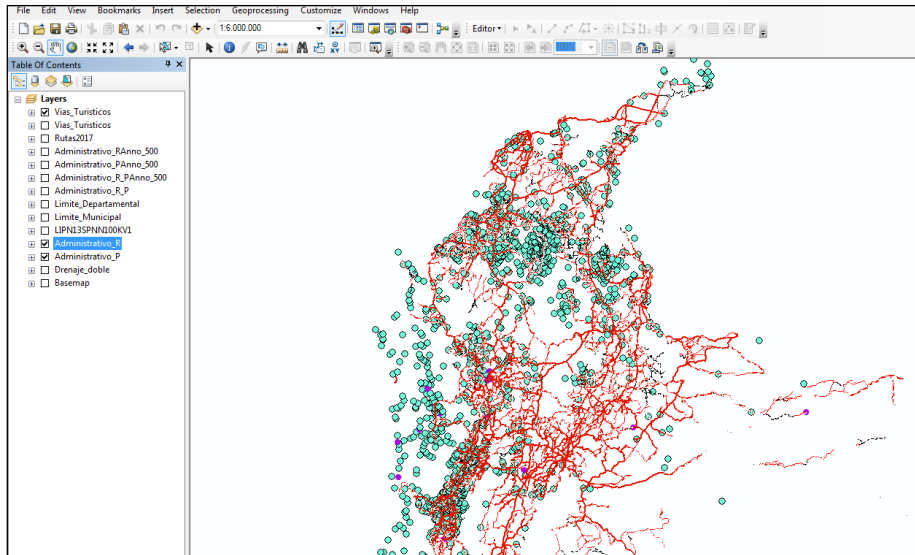 File Edit View Bookmarks Insert Selection Geoprocessing Customize Windows Help
1:6.000.000
Editor
100%
Table Of Contents
Layers
Vias_Turisticos
Vias_Turisticos
Rutas2017
Administrativo_RAnno_500
Administrativo_PAnno_500
Administrativo_R_PAnno_500
Administrativo_R_P
Limite_Departamental
Limite_Municipal
LIPN13SPNN100KV1
Administrativo_R
Administrativo_P
Drenaje_doble
Basemap